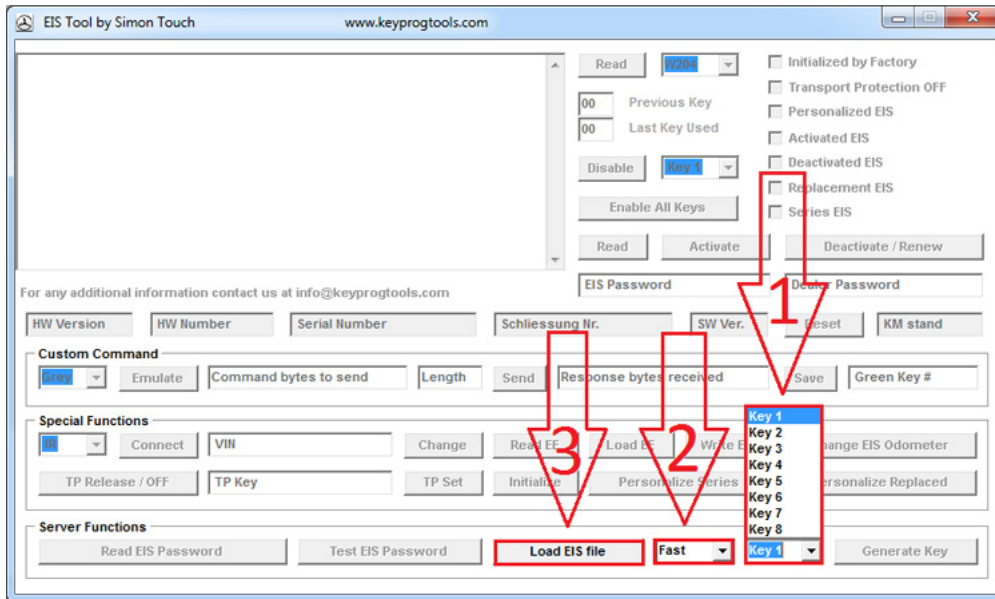 EIS Tool by Simon Touch www.keyprogtools.com
Read W204 Initialized by Factory
Transport Protection OFF
00 Previous Key Personalized EIS
00 Last Key Used Activated EIS
Disable Key 1 Deactivated EIS
Replacement EIS
Enable All Keys Series EIS
Read Activate Deactivate / Renew
EIS Password Dealer Password
For any additional information contact us at info@keyprogtools.com
HW Version HW Number Serial Number Schliessung Nr. SW Ver. Reset KM stand
1
Custom Command
Grey Emulate Command bytes to send Length Send Response bytes received Save Green Key #
Special Functions
IR Connect VIN Change Read EE Load EE Write Change EIS Odometer
TP Release / OFF TP Key TP Set Initialize Personalize Series Personalize Replaced
3 2
Key 1
Key 2
Key 3
Key 4
Key 5
Key 6
Key 7
Key 8
Server Functions
Read EIS Password Test EIS Password Load EIS file Fast Key 1 Generate Key